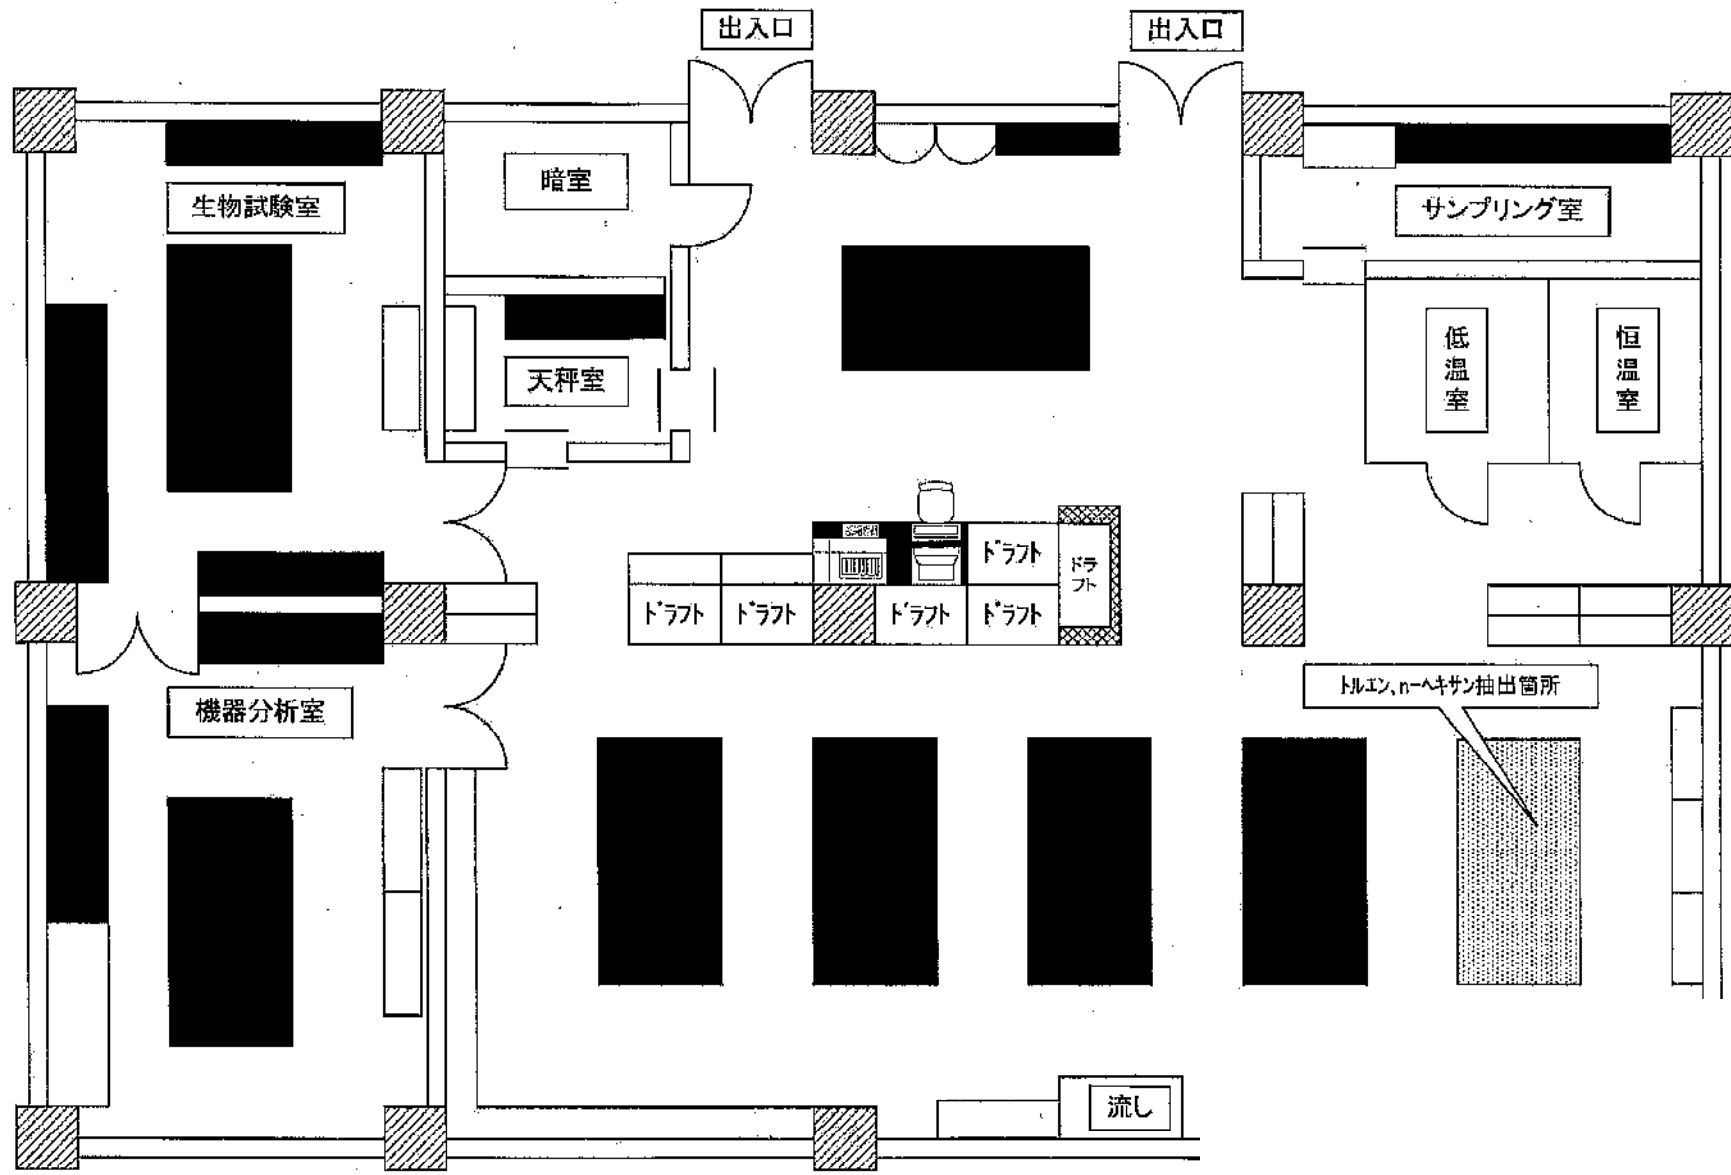 出入口
出入口
暗室
生物試験室
サンプリング室
低温室
恒温室
天秤室
ドラフト
ドラフト
ドラフト
ドラフト
ドラフト
ドラフト
トルエン、n-ヘキサン抽出箇所
機器分析室
流し